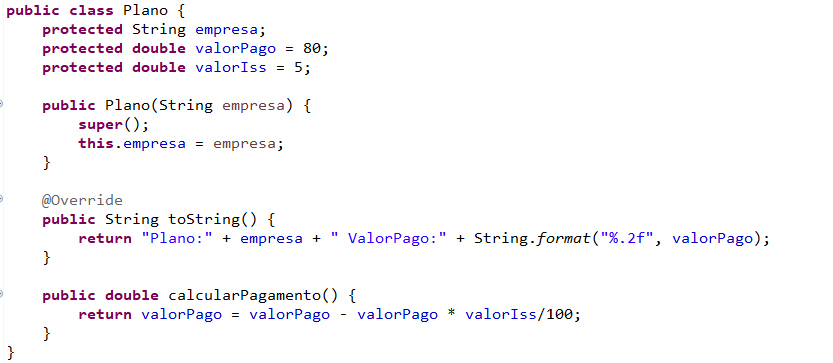 public class Plano {
    protected String empresa;
    protected double valorPago = 80;
    protected double valorIss = 5;

    public Plano(String empresa) {
        super();
        this.empresa = empresa;
    }

    @Override
    public String toString() {
        return "Plano:" + empresa + " ValorPago:" + String.format("%.2f", valorPago);
    }

    public double calcularPagamento() {
        return valorPago = valorPago - valorPago * valorIss/100;
    }
}